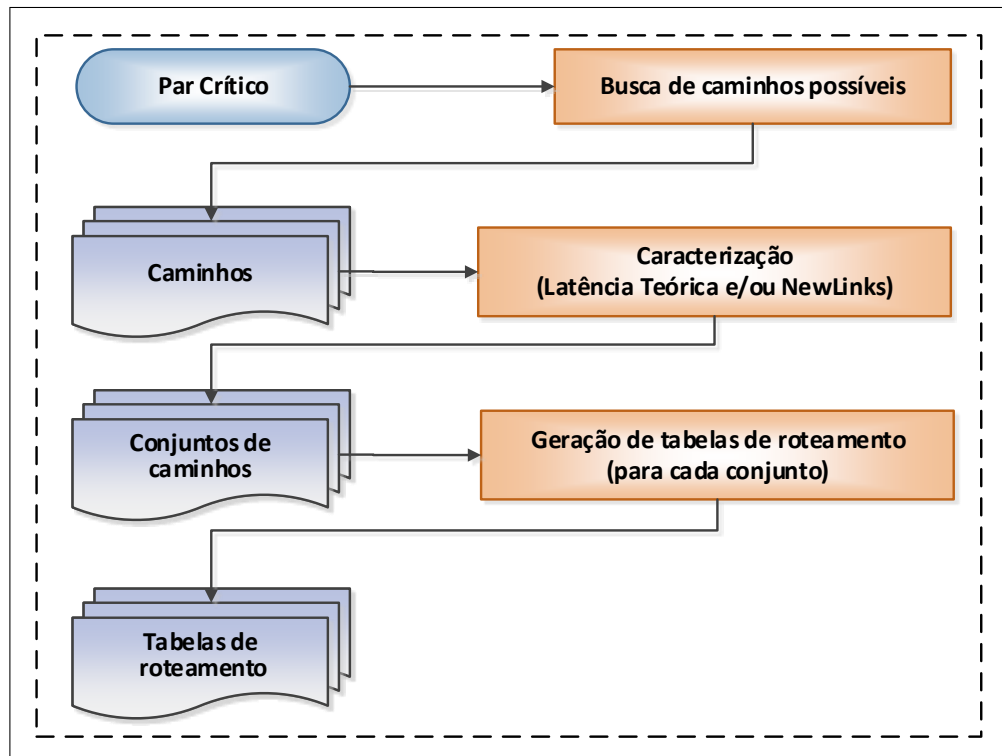 Par Crítico
Busca de caminhos possíveis
Caminhos
Caracterização
(Latência Teórica e/ou NewLinks)
Conjuntos de
caminhos
Geração de tabelas de roteamento
(para cada conjunto)
Tabelas de
roteamento